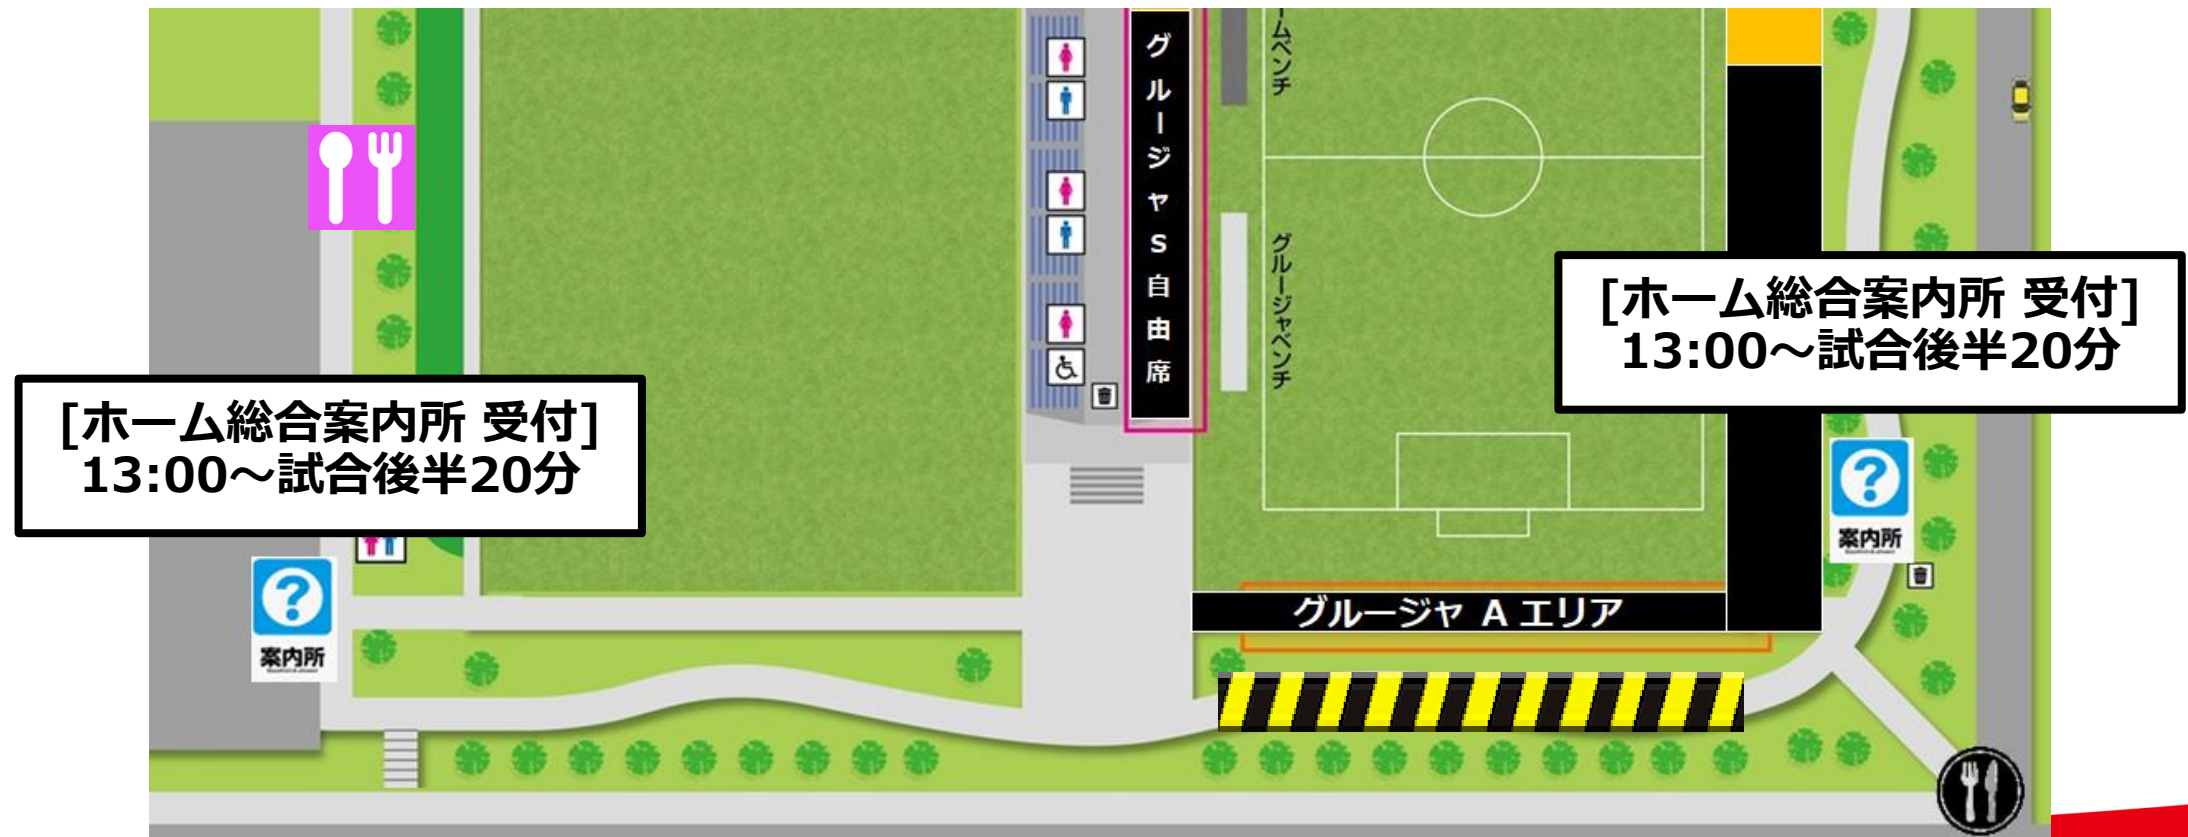 グルージャS自由席
ームベンチ
グルージャベンチ
[ホーム総合案内所 受付]
13:00～試合後半20分
[ホーム総合案内所 受付]
13:00～試合後半20分
案内所
案内所
グルージャ A エリア